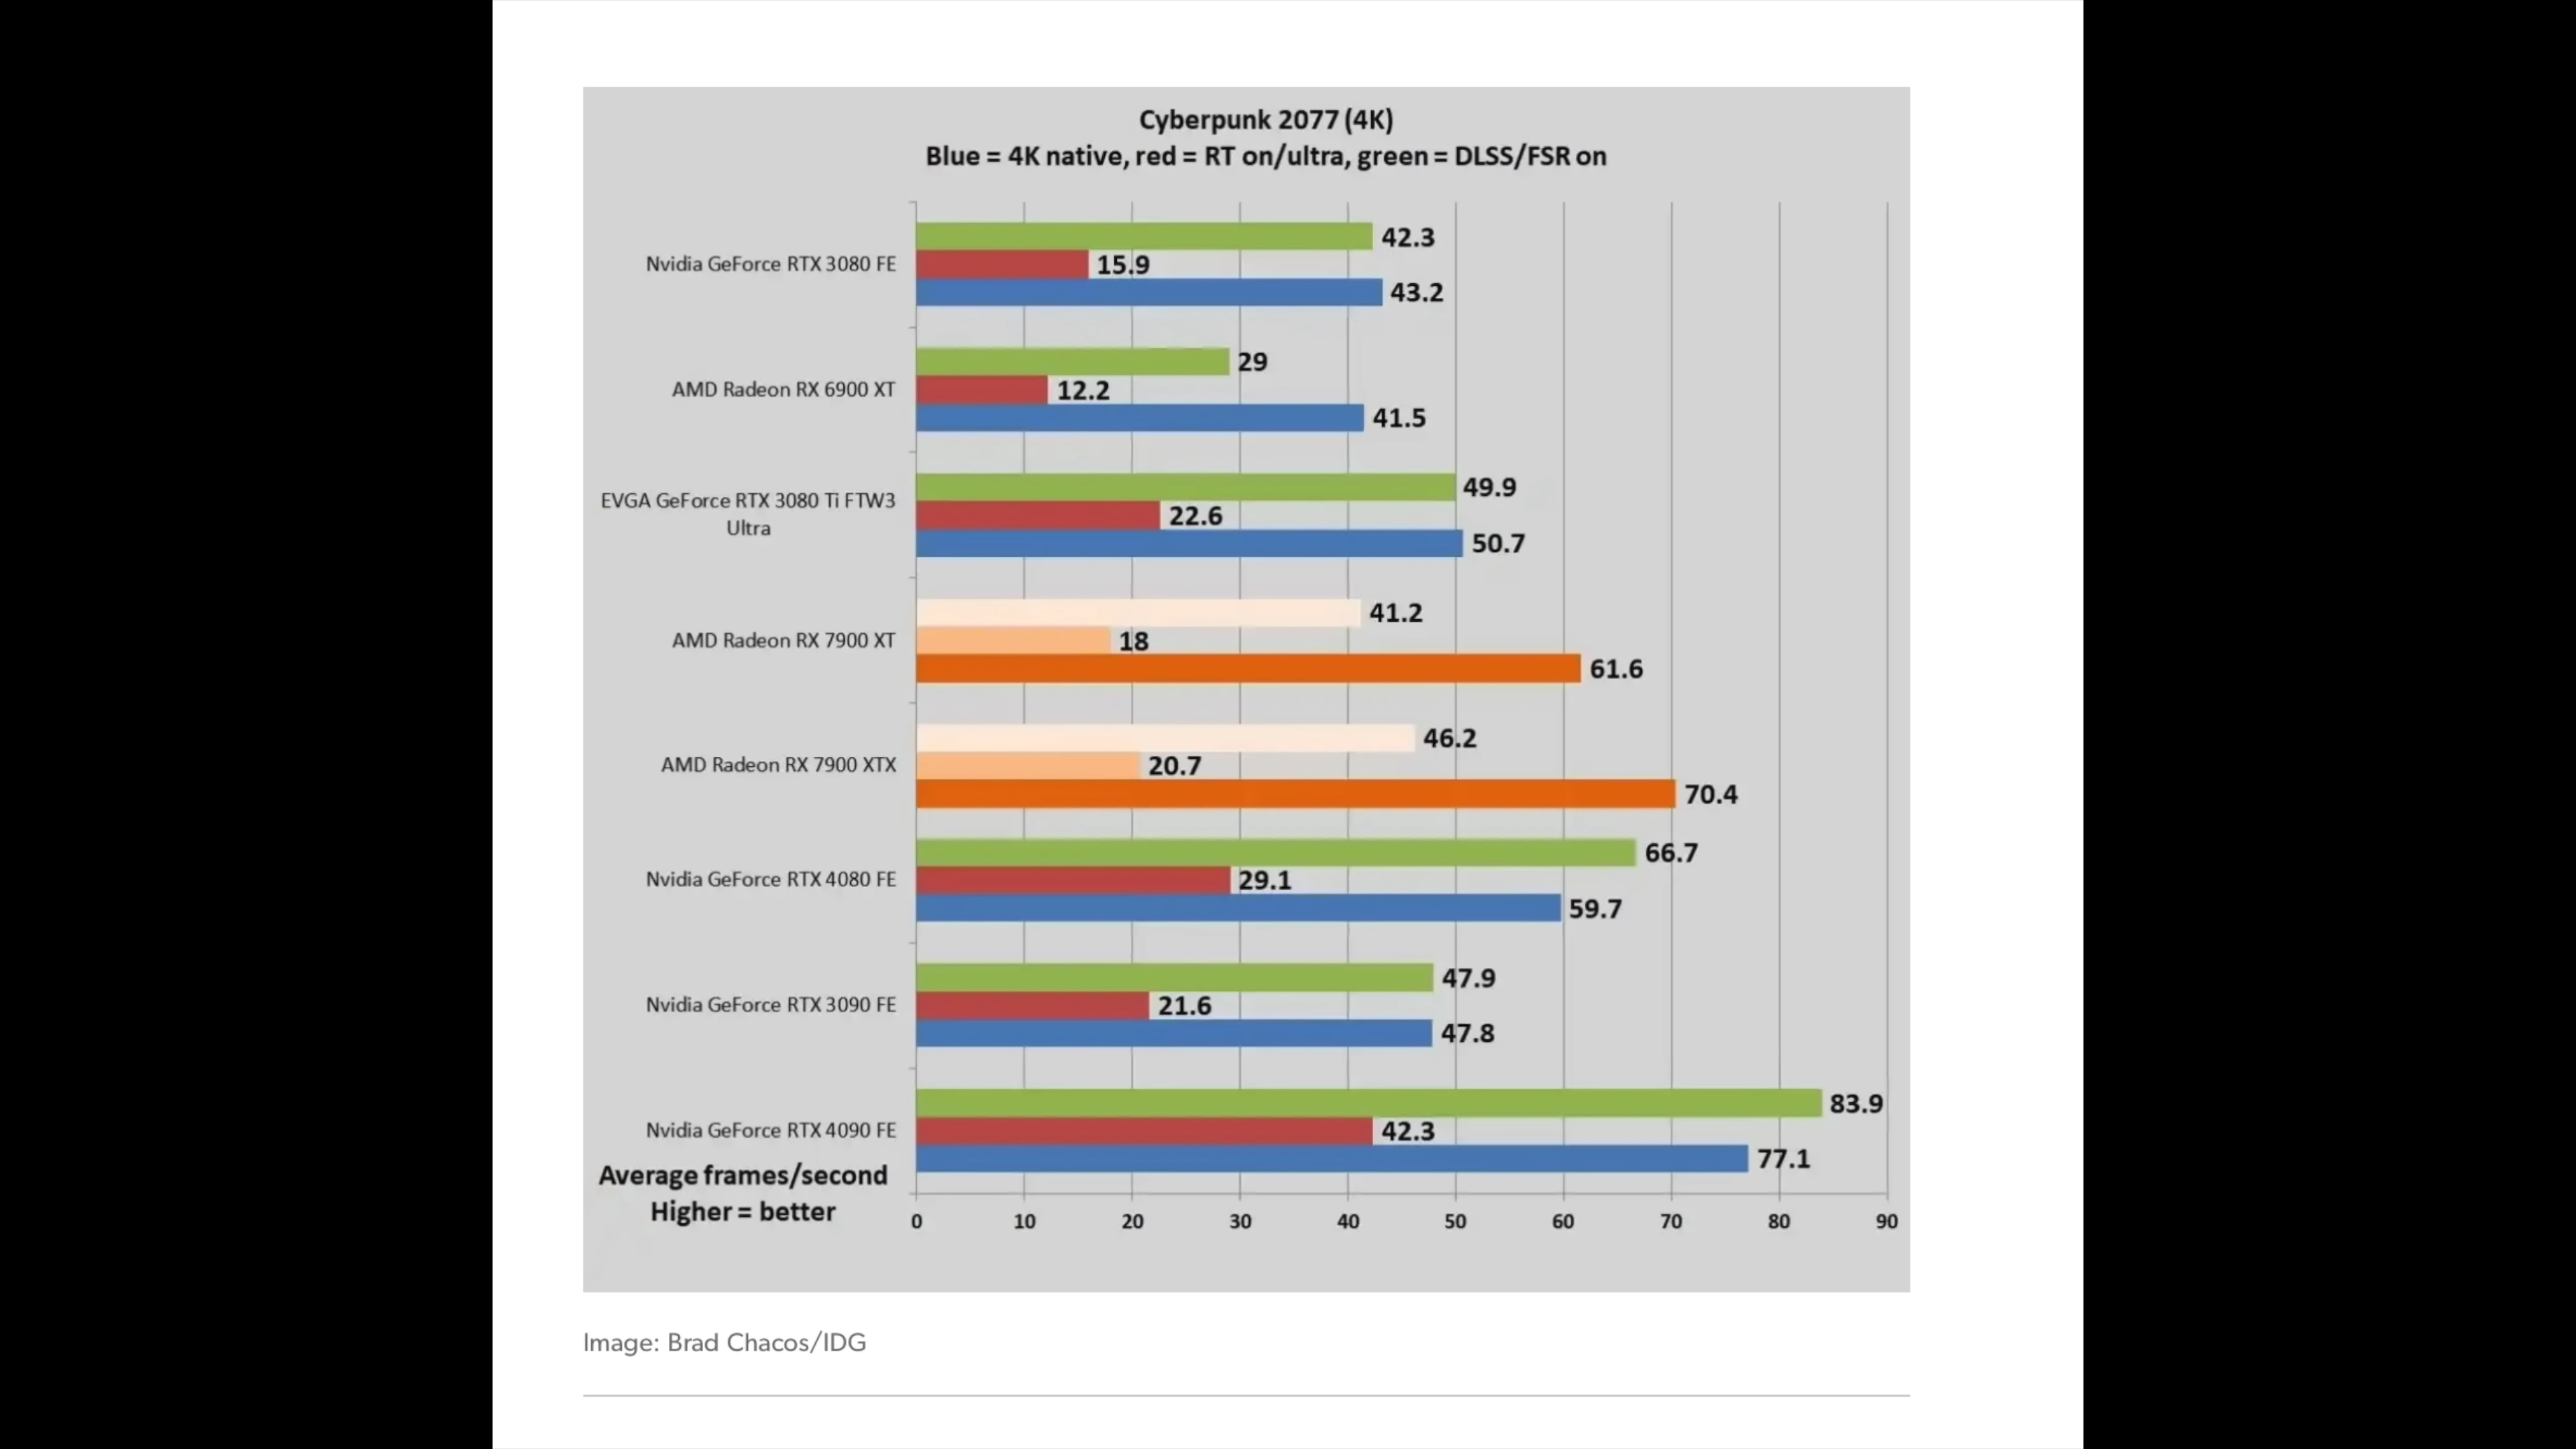 Cyberpunk 2077 (4K)
Blue = 4K native, red = RT on/ultra, green = DLSS/FSR on
Nvidia GeForce RTX 3080 FE
42.3
15.9
43.2
AMD Radeon RX 6900 XT
29
12.2
41.5
EVGA GeForce RTX 3080 Ti FTW3
Ultra
49.9
22.6
50.7
AMD Radeon RX 7900 XT
41.2
18
61.6
AMD Radeon RX 7900 XTX
46.2
20.7
70.4
Nvidia GeForce RTX 4080 FE
66.7
29.1
59.7
Nvidia GeForce RTX 3090 FE
47.9
21.6
47.8
Nvidia GeForce RTX 4090 FE
83.9
42.3
77.1
Average frames/second
Higher = better
0 10 20 30 40 50 60 70 80 90
Image: Brad Chacos/IDG